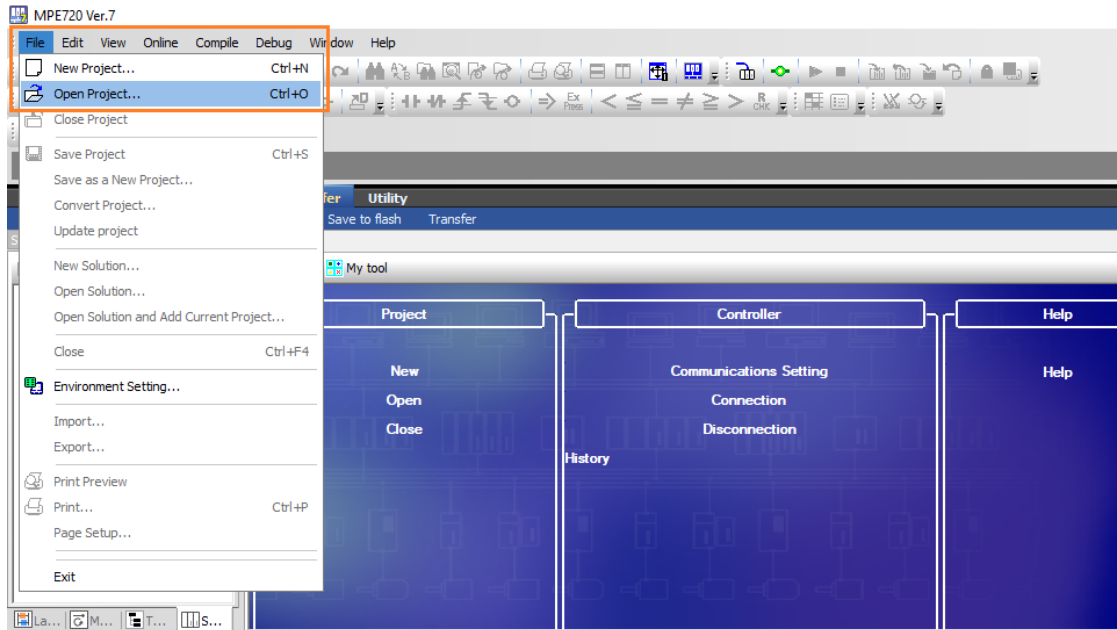 MPE720 Ver.7
File Edit View Online Compile Debug Window Help
New Project... Ctrl+N
Open Project... Ctrl+O
Close Project
Save Project Ctrl+S
Save as a New Project...
Convert Project...
Update project
New Solution...
Open Solution...
Open Solution and Add Current Project...
Close Ctrl+F4
Environment Setting...
Import...
Export...
Print Preview
Print... Ctrl+P
Page Setup...
Exit
Utility
Save to flash Transfer
My tool
Project Controller Help
New Communications Setting Help
Open Connection
Close Disconnection
History
La... M... T... S...